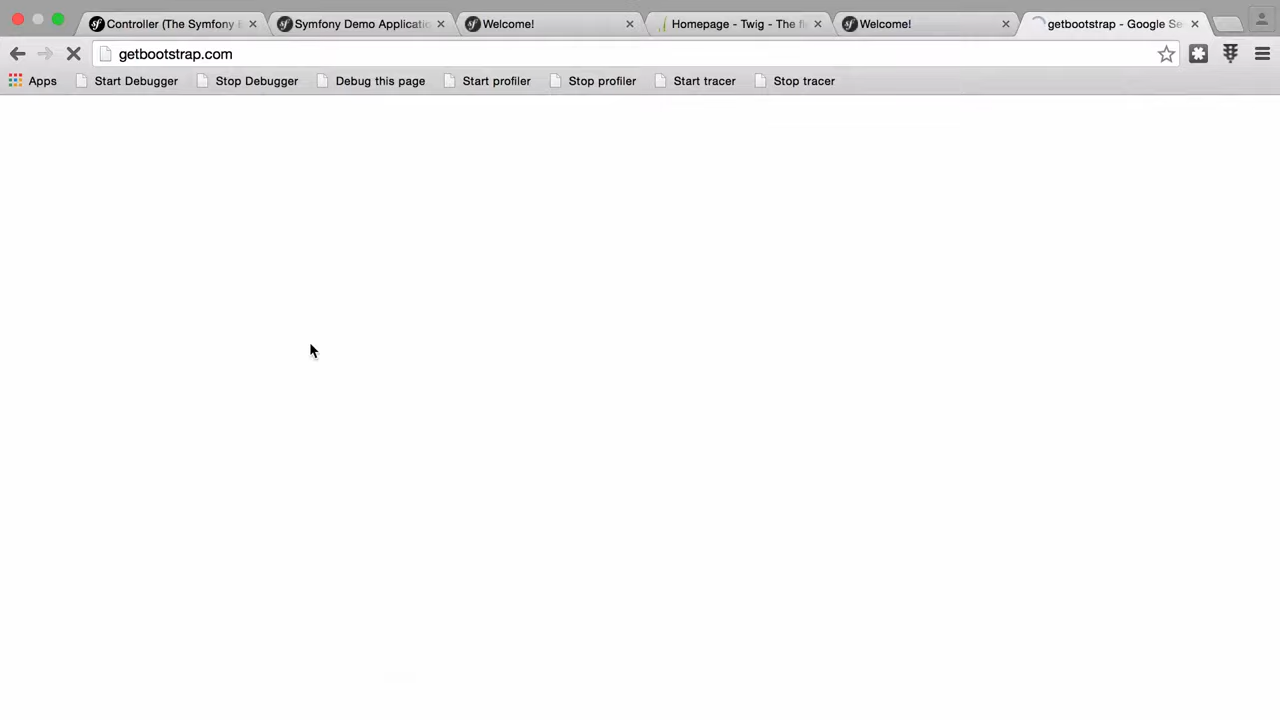 Controller (The Symfony
Symfony Demo Applicati
Welcome!
Homepage - Twig - The fl
Welcome!
getbootstrap - Google Se
getbootstrap.com
Apps
Start Debugger
Stop Debugger
Debug this page
Start profiler
Stop profiler
Start tracer
Stop tracer